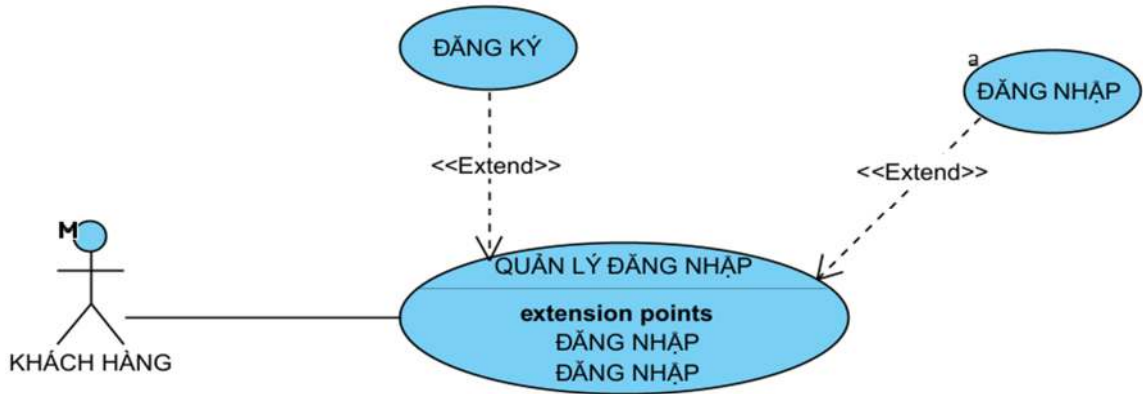 ĐĂNG KÝ
a
ĐĂNG NHẬP
<<Extend>>
<<Extend>>
M
KHÁCH HÀNG
QUẢN LÝ ĐĂNG NHẬP
extension points
ĐĂNG NHẬP
ĐĂNG NHẬP